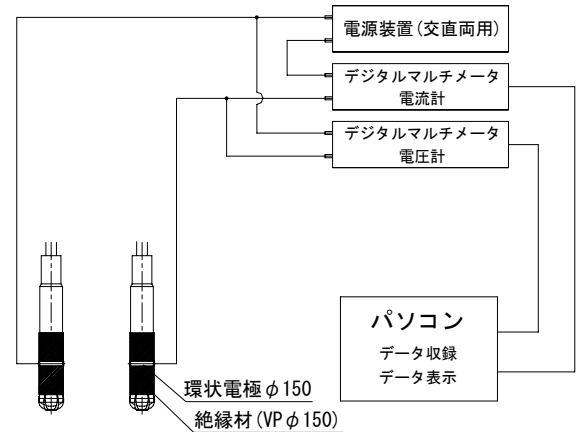 電源装置(交直両用)
デジタルマルチメータ
電流計
デジタルマルチメータ
電圧計
パソコン
データ収録
データ表示
環状電極φ150
絶縁材(VPφ150)